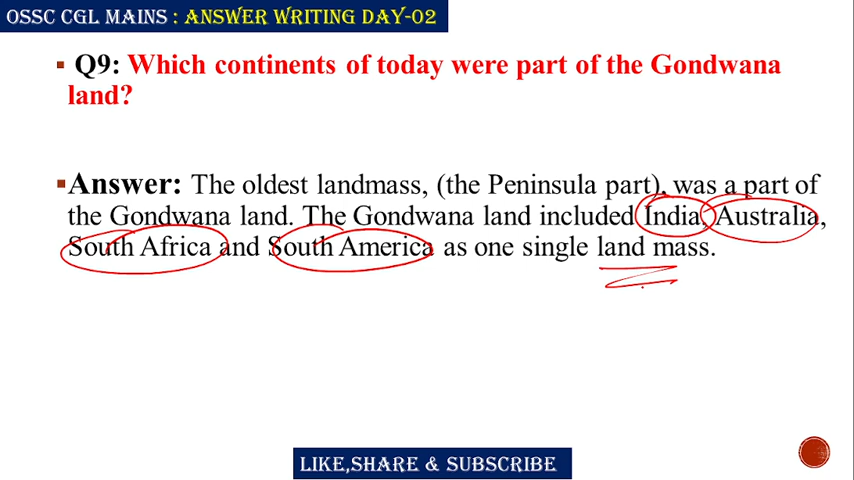 OSSC CGL MAINS : ANSWER WRITING DAY-02
▪ Q9: Which continents of today were part of the Gondwana
land?
▪Answer: The oldest landmass, (the Peninsula part), was a part of
the Gondwana land. The Gondwana land included India, Australia,
South Africa and South America as one single land mass.
LIKE,SHARE & SUBSCRIBE